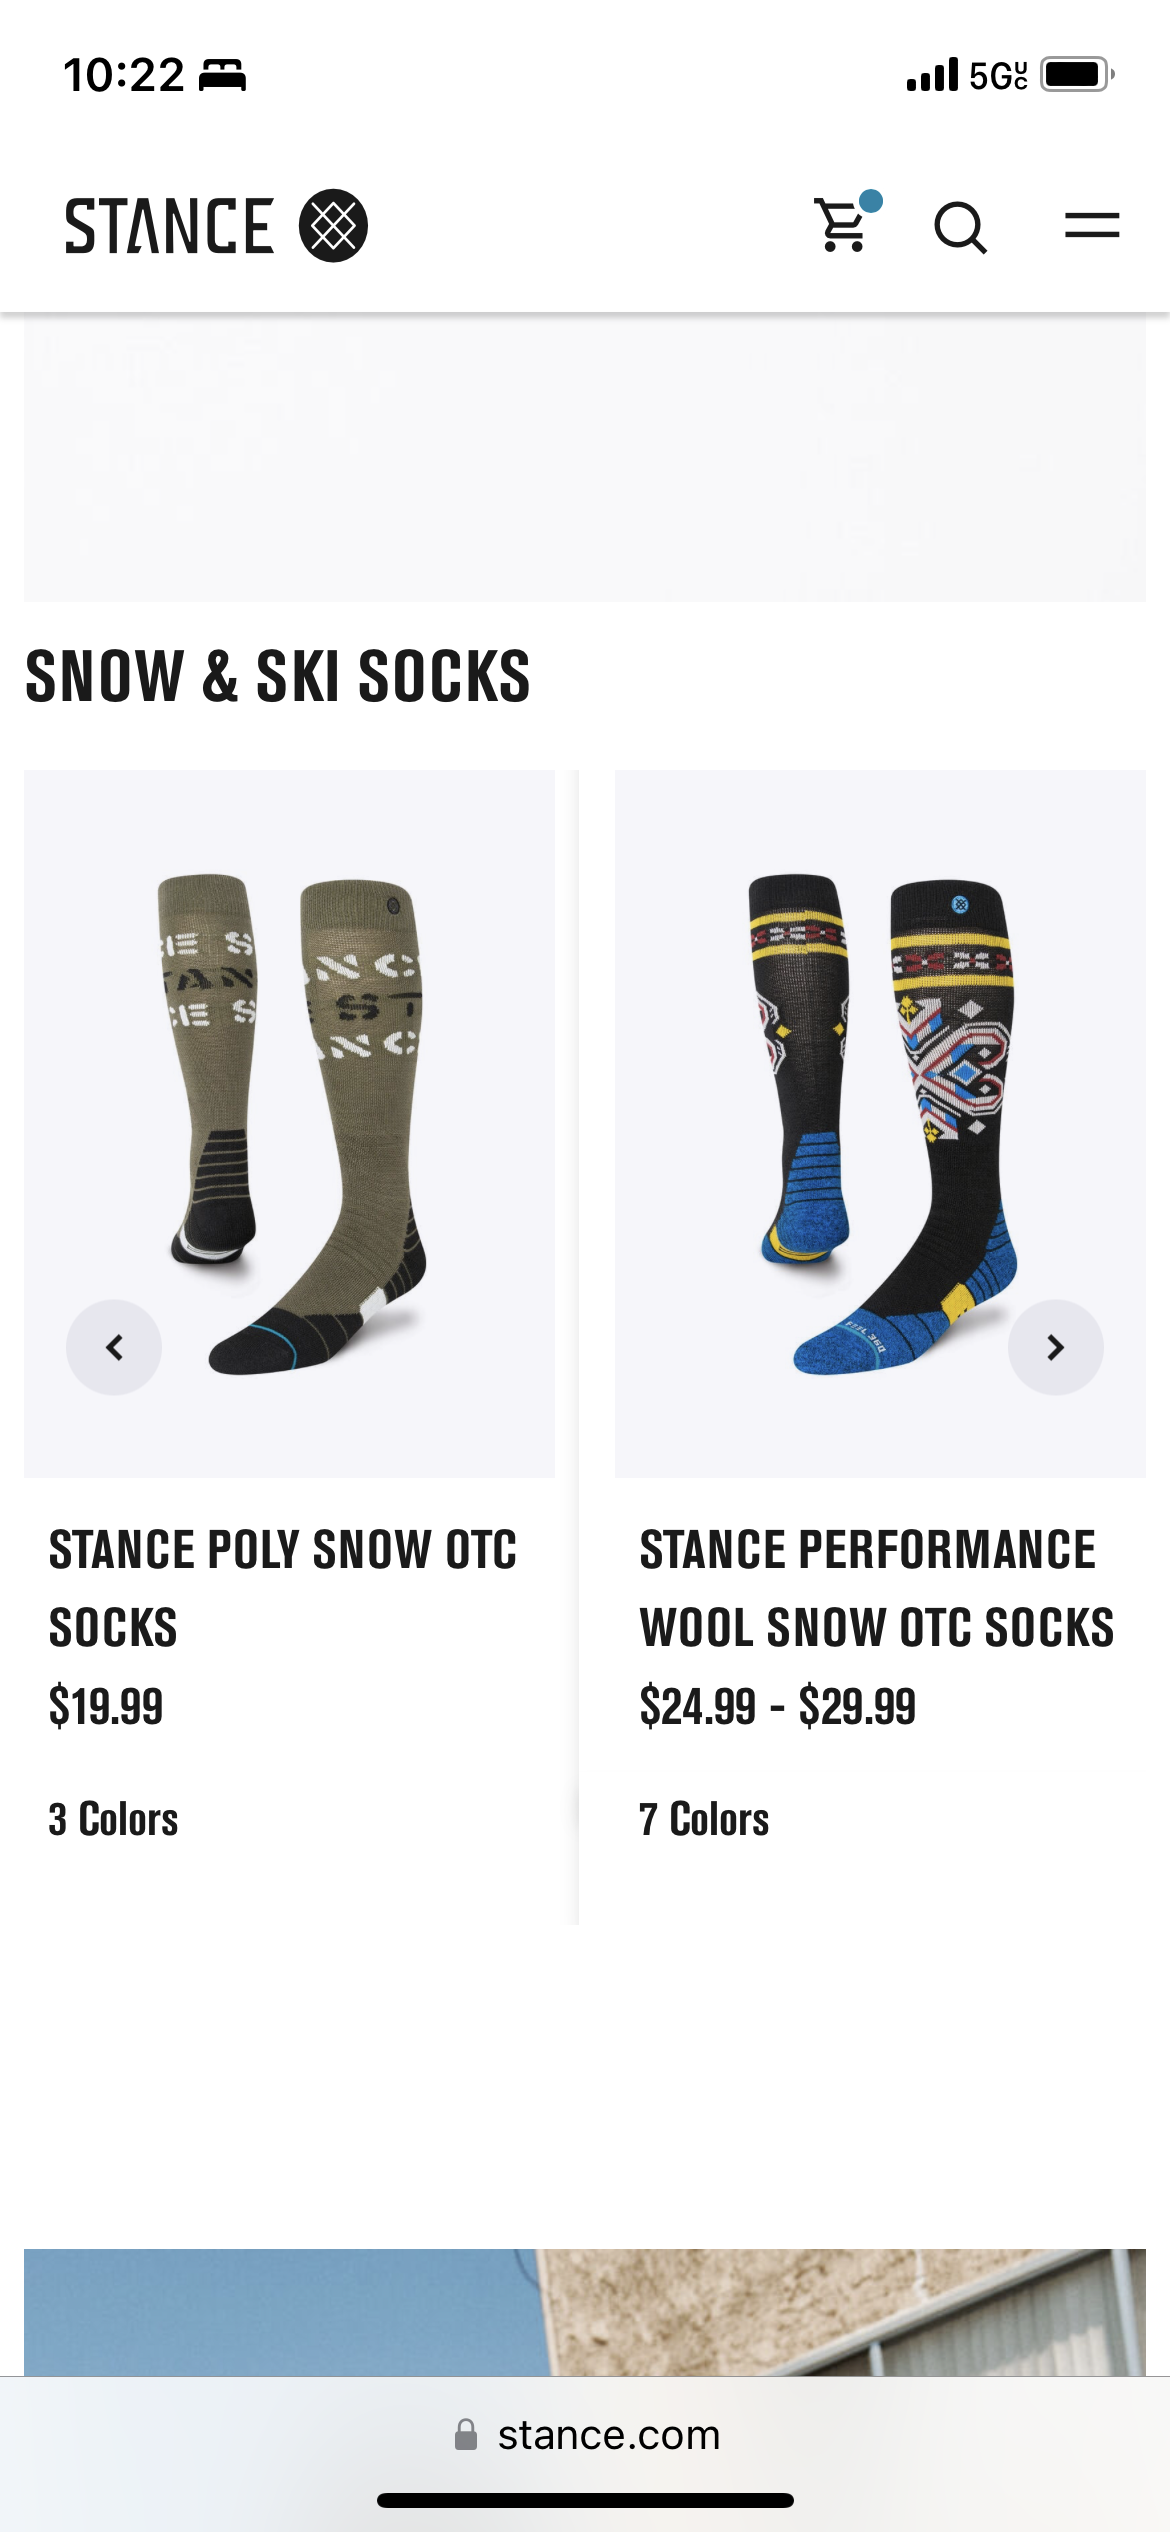 10:22
5G UC
STANCE
SNOW & SKI SOCKS
STANCE POLY SNOW OTC
SOCKS
$19.99
3 Colors
STANCE PERFORMANCE
WOOL SNOW OTC SOCKS
$24.99 - $29.99
7 Colors
stance.com